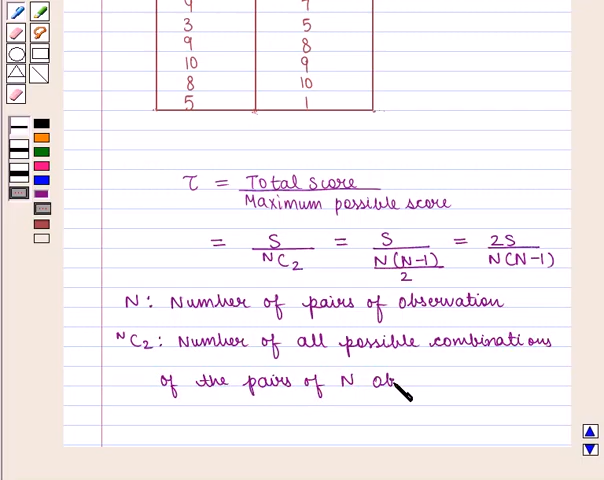 7
3 5
9 8
10 9
8 10
5 1
τ = Total score / Maximum possible score
= S / ᴺC₂ = S / (N(N-1) / 2) = 2S / N(N-1)
N : Number of pairs of observation
ᴺC₂ : Number of all possible combinations
of the pairs of N ob